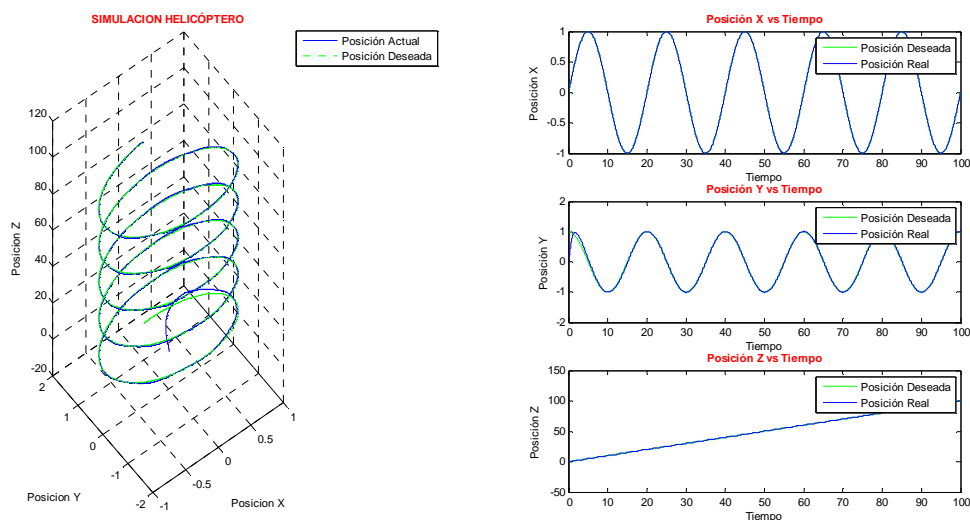 SIMULACION HELICÓPTERO
Posición Actual
Posición Deseada
120
100
80
60
40
20
0
-20
Posicion Z
2
1
0
-1
-2
Posicion Y
-1
-0.5
0
0.5
1
Posicion X
Posición X vs Tiempo
Posición Deseada
Posición Real
1
0.5
0
-0.5
-1
Posición X
0 10 20 30 40 50 60 70 80 90 100
Tiempo
Posición Y vs Tiempo
Posición Deseada
Posición Real
2
1
0
-1
-2
Posición Y
0 10 20 30 40 50 60 70 80 90 100
Tiempo
Posición Z vs Tiempo
Posición Deseada
Posición Real
150
100
50
0
-50
Posición Z
0 10 20 30 40 50 60 70 80 90 100
Tiempo